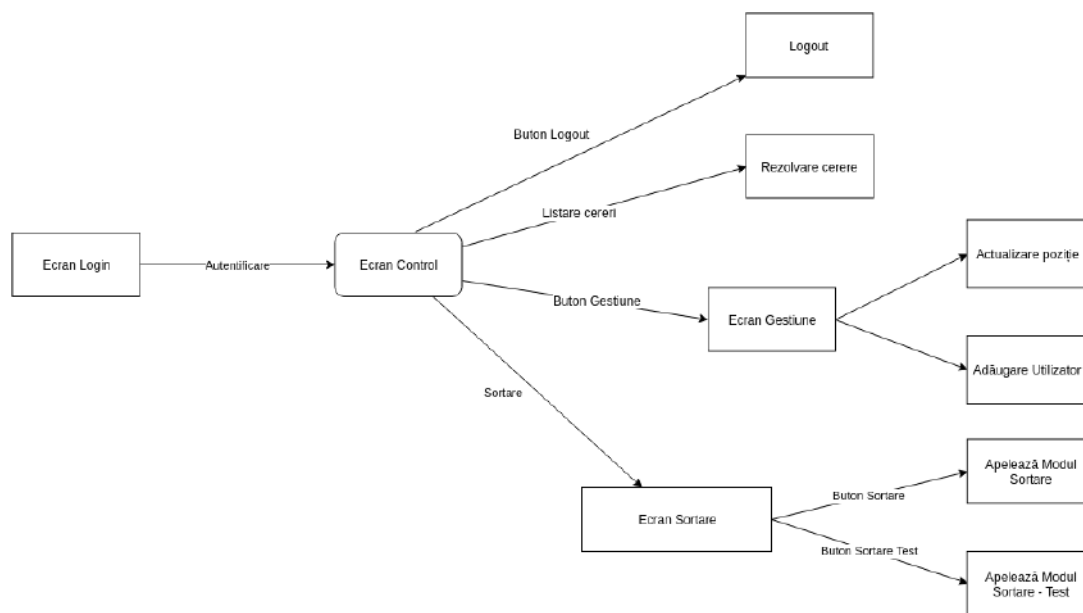 Logout
Buton Logout
Rezolvare cerere
Listare cereri
Ecran Login
Autentificare
Ecran Control
Actualizare poziție
Buton Gestiune
Ecran Gestiune
Adăugare Utilizator
Sortare
Apelează Modul
Sortare
Buton Sortare
Ecran Sortare
Buton Sortare Test
Apelează Modul
Sortare - Test